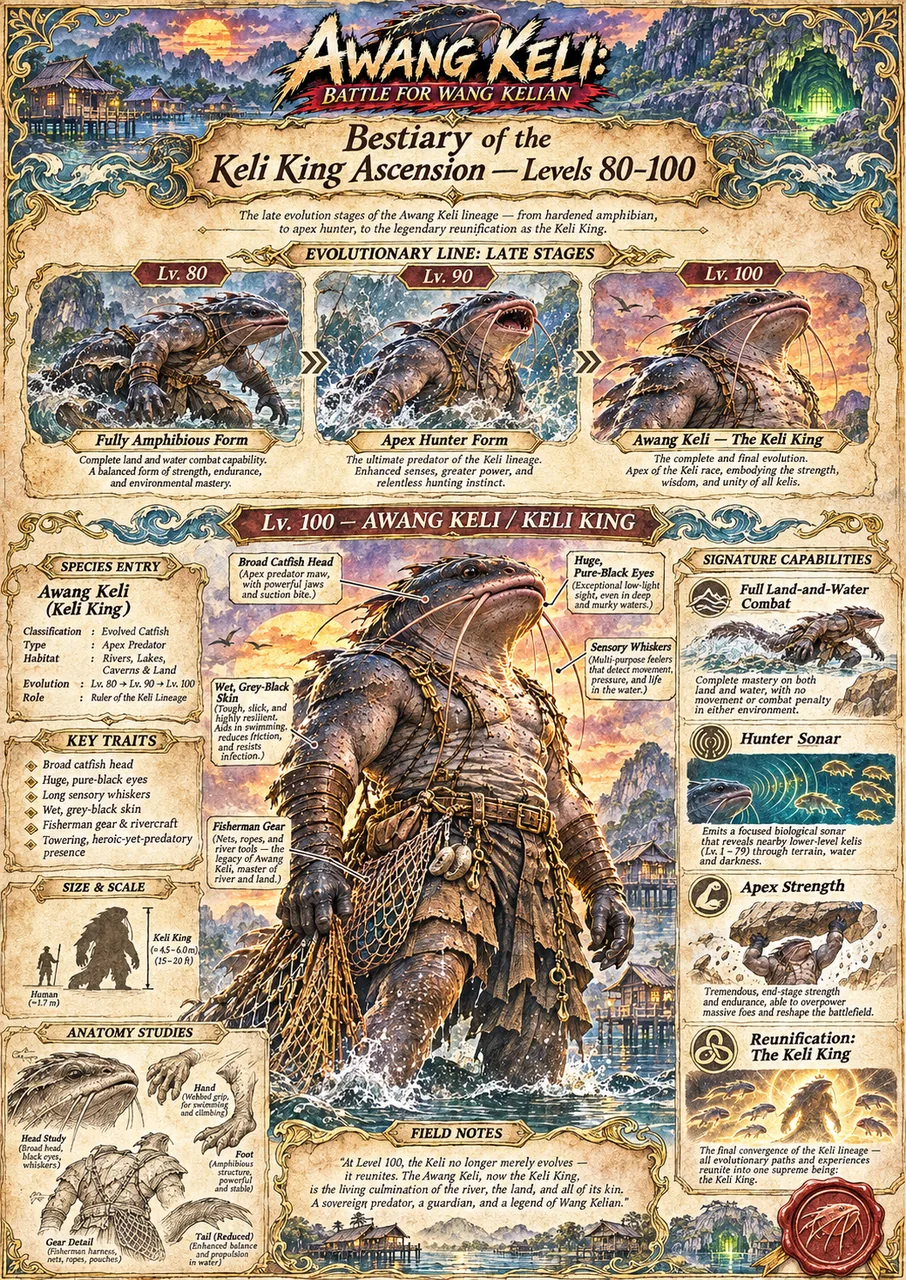 AWANG KELI:
BATTLE FOR WANG KELIAN
Bestiary of the
Keli King Ascension — Levels 80–100
The late evolution stages of the Awang Keli lineage — from hardened amphibian,
to apex hunter, to the legendary reunification as the Keli King.
EVOLUTIONARY LINE: LATE STAGES
Lv. 80
Fully Amphibious Form
Complete land and water combat capability.
A balanced form of strength, endurance,
and environmental mastery.
Lv. 90
Apex Hunter Form
The ultimate predator of the Keli lineage.
Enhanced senses, greater power, and
relentless hunting instinct.
Lv. 100
Awang Keli — The Keli King
The complete and final evolution.
Apex of the Keli race, embodying the strength,
wisdom, and unity of all kelis.
Lv. 100 — AWANG KELI / KELI KING
SPECIES ENTRY
Awang Keli
(Keli King)
Classification : Evolved Catfish
Type : Apex Predator
Habitat : Rivers, Lakes,
Caverns & Land
Evolution : Lv. 80 → Lv. 90 → Lv. 100
Role : Ruler of the Keli Lineage
KEY TRAITS
Broad catfish head
Huge, pure-black eyes
Long sensory whiskers
Wet, grey-black skin
Fisherman gear & rivercraft
Towering, heroic-yet-predatory
presence
SIZE & SCALE
Keli King
(≈ 4.5 – 6.0 m)
(15 – 20 ft)
Human
(≈1.7 m)
ANATOMY STUDIES
Hand
(Webbed grip,
for swimming
and climbing)
Head Study
(Broad head,
black eyes,
whiskers)
Foot
(Amphibious
structure,
powerful
and stable)
Gear Detail
(Fisherman harness,
nets, ropes, pouches)
Tail (Reduced)
(Enhanced balance
and propulsion
in water)
Broad Catfish Head
(Apex predator maw,
with powerful jaws
and suction bite.)
Huge,
Pure-Black Eyes
(Exceptional low-light
sight, even in deep
and murky waters.)
Sensory Whiskers
(Multi-purpose feelers
that detect movement,
pressure, and life
in the water.)
Wet, Grey-Black
Skin
(Tough, slick, and
highly resilient.
Aids in swimming,
reduces friction,
and resists
infection.)
Fisherman Gear
(Nets, ropes, and
river tools — the
legacy of Awang
Keli, master of
river and land.)
FIELD NOTES
"At Level 100, the Keli no longer merely evolves —
it reunites. The Awang Keli, now the Keli King,
is the living culmination of the river, the land, and all of its kin.
A sovereign predator, a guardian, and a legend of Wang Kelian."
SIGNATURE CAPABILITIES
Full Land-and-Water
Combat
Complete mastery on both
land and water, with no
movement or combat penalty
in either environment.
Hunter Sonar
Emits a focused biological sonar
that reveals nearby lower-level kelis
(Lv. 1 – 79) through terrain, water
and darkness.
Apex Strength
Tremendous, end-stage strength
and endurance, able to overpower
massive foes and reshape the battlefield.
Reunification:
The Keli King
The final convergence of the Keli lineage —
all evolutionary paths and experiences
reunite into one supreme being:
the Keli King.